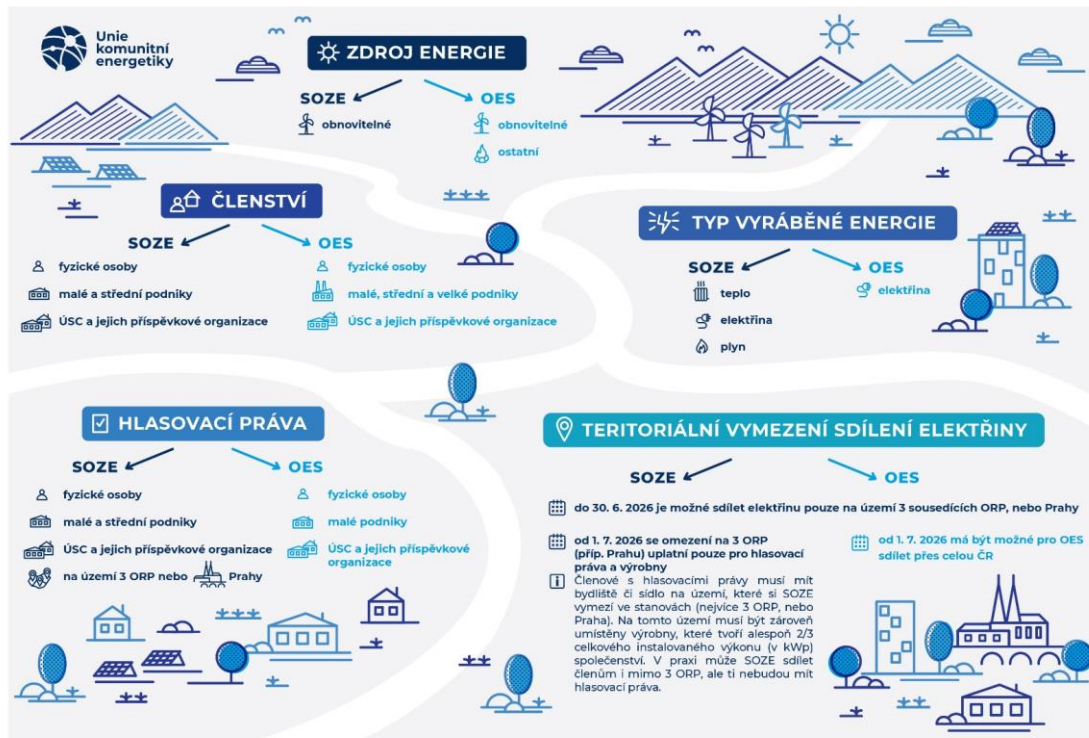 Unie
komunitní
energetiky
ZDROJ ENERGIE
SOZE
obnovitelné
OES
obnovitelné
ostatní
ČLENSTVÍ
SOZE
fyzické osoby
malé a střední podniky
ÚSC a jejich příspěvkové organizace
OES
fyzické osoby
malé, střední a velké podniky
ÚSC a jejich příspěvkové organizace
TYP VYRÁBĚNÉ ENERGIE
SOZE
teplo
elektřina
plyn
OES
elektřina
HLASOVACÍ PRÁVA
SOZE
fyzické osoby
malé a střední podniky
ÚSC a jejich příspěvkové organizace
na území 3 ORP nebo Prahy
OES
fyzické osoby
malé podniky
ÚSC a jejich příspěvkové
organizace
TERITORIÁLNÍ VYMEZENÍ SDÍLENÍ ELEKTŘINY
SOZE
OES
do 30. 6. 2026 je možné sdílet elektřinu pouze na území 3 sousedících ORP, nebo Prahy
od 1. 7. 2026 se omezení na 3 ORP
(příp. Prahu) uplatní pouze pro hlasovací
práva a výrobny
Členové s hlasovacími právy musí mít
bydliště či sídlo na území, které si SOZE
vymezí ve stanovách (nejvíce 3 ORP, nebo
Praha). Na tomto území musí být zároveň
umístěny výrobny, které tvoří alespoň 2/3
celkového instalovaného výkonu (v kWp)
společenství. V praxi může SOZE sdílet
členům i mimo 3 ORP, ale ti nebudou mít
hlasovací práva.
od 1. 7. 2026 má být možné pro OES
sdílet přes celou ČR